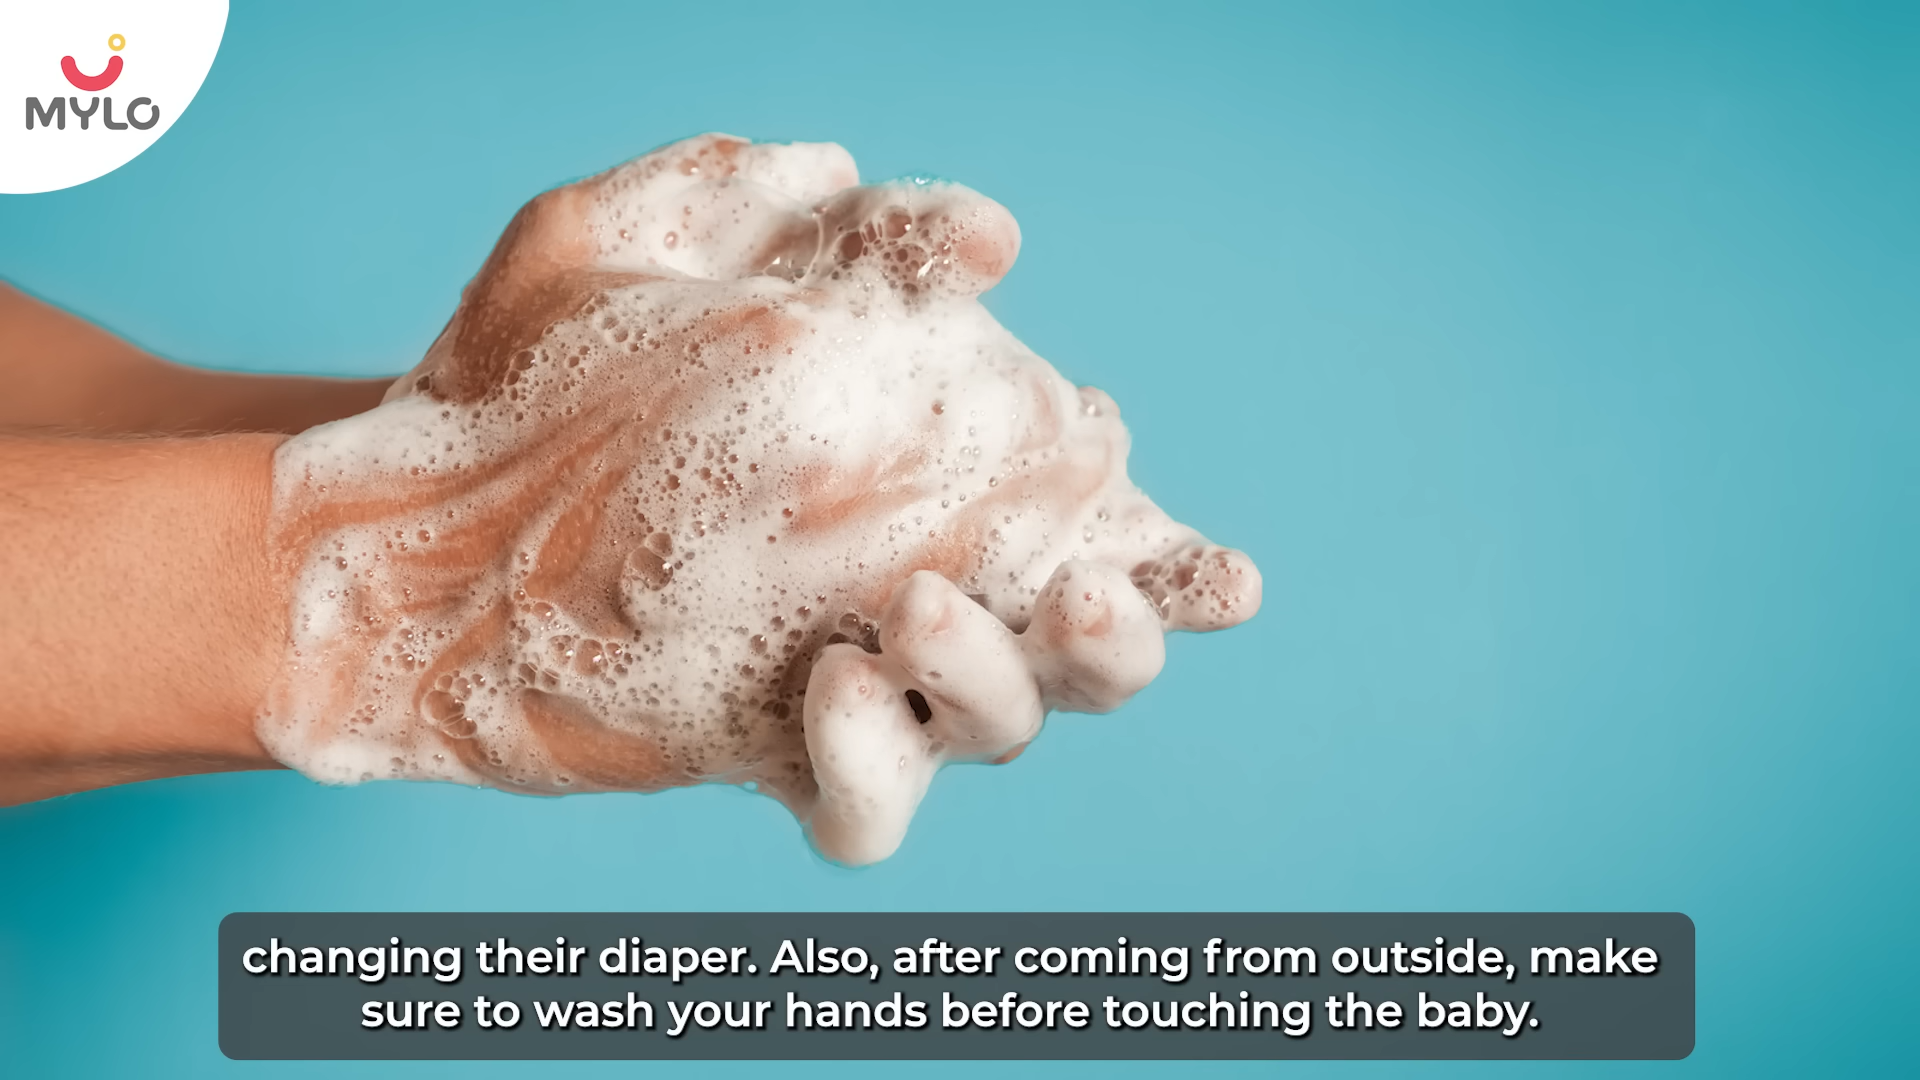 MYLO
changing their diaper. Also, after coming from outside, make
sure to wash your hands before touching the baby.